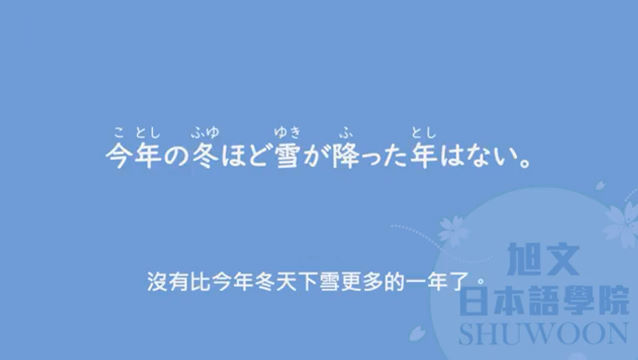 こ とし ふゆ ゆき ふ とし
今年の冬ほど雪が降った年はない。
沒有比今年冬天下雪更多的一年了。
旭文
日本語學院
SHUWOON